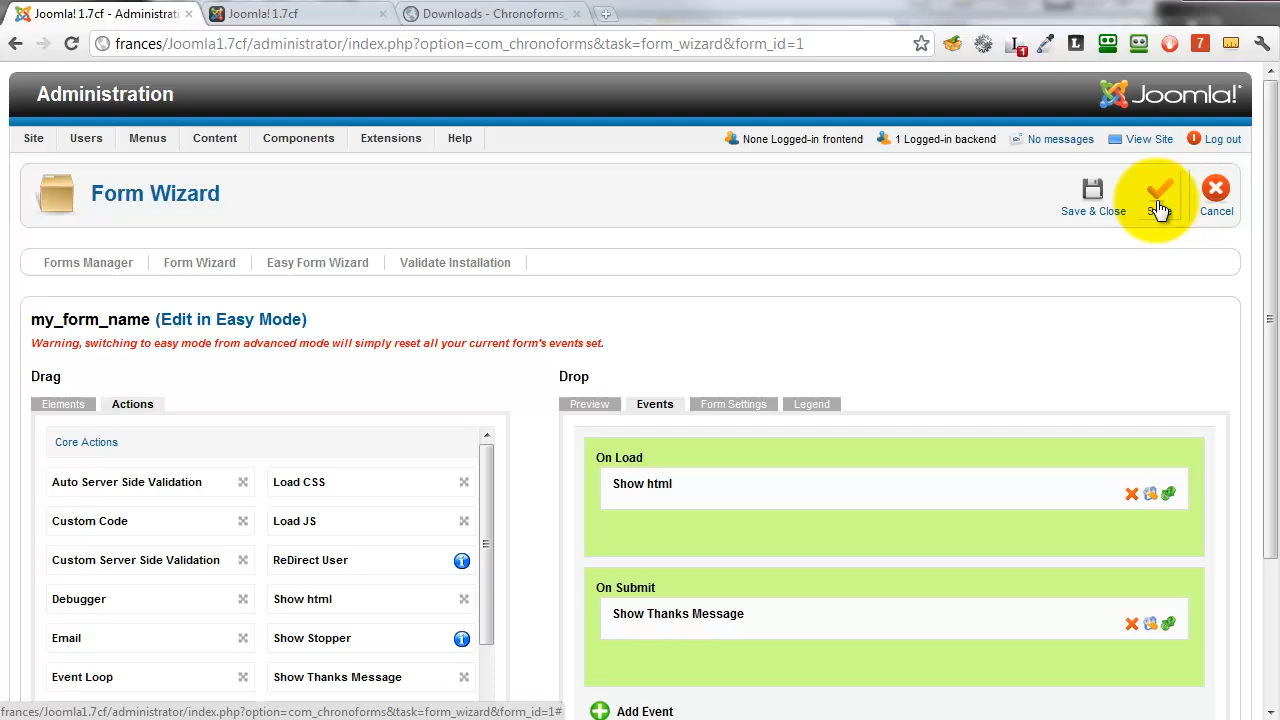 Joomla! 1.7cf - Administrati
Joomla! 1.7cf
Downloads - Chronoforms
frances/Joomla1.7cf/administrator/index.php?option=com_chronoforms&task=form_wizard&form_id=1
1
7
Administration
Joomla!
Site
Users
Menus
Content
Components
Extensions
Help
None Logged-in frontend
1 Logged-in backend
No messages
View Site
Log out
Form Wizard
Save & Close
Cancel
Forms Manager
Form Wizard
Easy Form Wizard
Validate Installation
my_form_name (Edit in Easy Mode)
Warning, switching to easy mode from advanced mode will simply reset all your current form's events set.
Drag
Drop
Elements
Actions
Preview
Events
Form Settings
Legend
Core Actions
Auto Server Side Validation
Load CSS
Custom Code
Load JS
Custom Server Side Validation
ReDirect User
Debugger
Show html
Email
Show Stopper
Event Loop
Show Thanks Message
On Load
Show html
On Submit
Show Thanks Message
Add Event
frances/Joomla1.7cf/administrator/index.php?option=com_chronoforms&task=form_wizard&form_id=1#